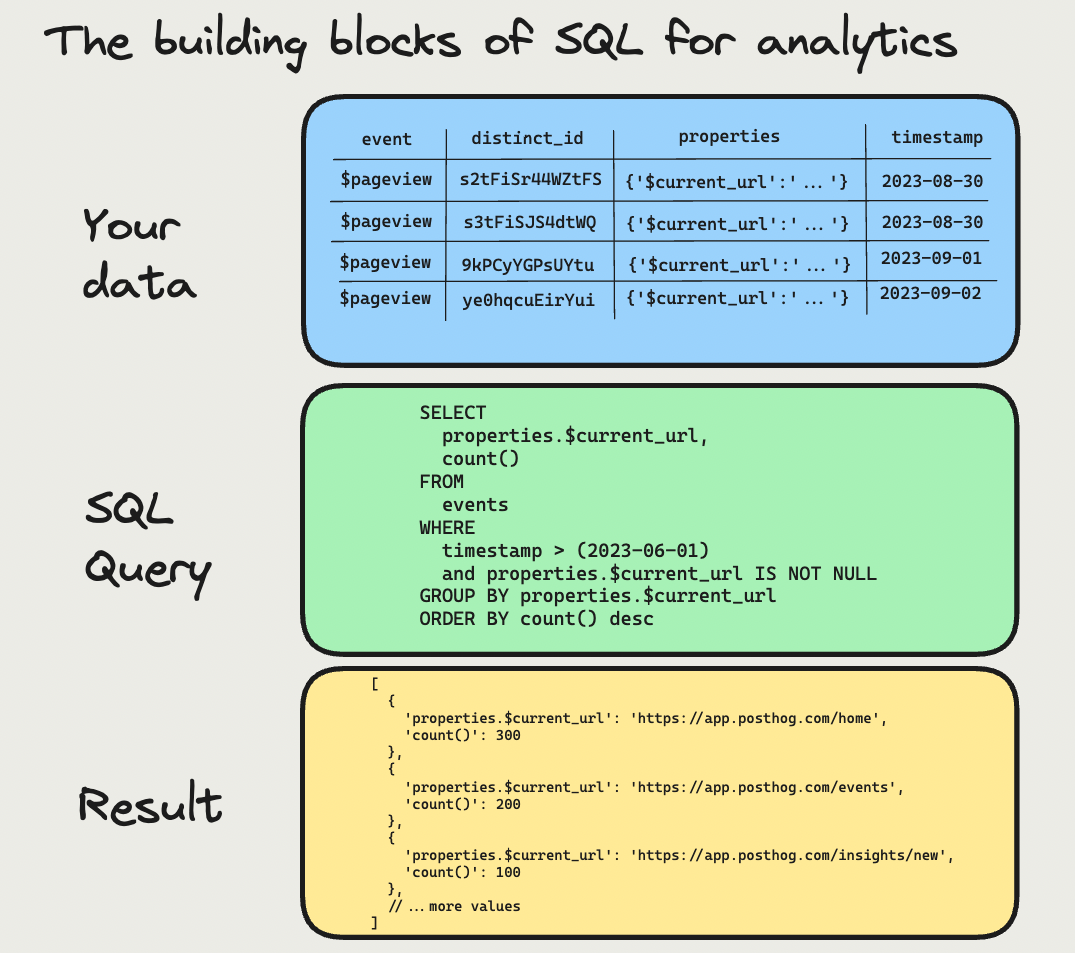 The building blocks of SQL for analytics
event distinct_id properties timestamp
$pageview s2tFiSr44WZtFS {'$current_url':'...'} 2023-08-30
$pageview s3tFiSJS4dtWQ {'$current_url':'...'} 2023-08-30
$pageview 9kPCyYGPsUYtu {'$current_url':'...'} 2023-09-01
$pageview ye0hqcuEirYui {'$current_url':'...'} 2023-09-02
Your
data
SELECT
properties.$current_url,
count()
FROM
events
WHERE
timestamp > (2023-06-01)
and properties.$current_url IS NOT NULL
GROUP BY properties.$current_url
ORDER BY count() desc
SQL
Query
[
{
'properties.$current_url': 'https://app.posthog.com/home',
'count()': 300
},
{
'properties.$current_url': 'https://app.posthog.com/events',
'count()': 200
},
{
'properties.$current_url': 'https://app.posthog.com/insights/new',
'count()': 100
},
// ...more values
]
Result